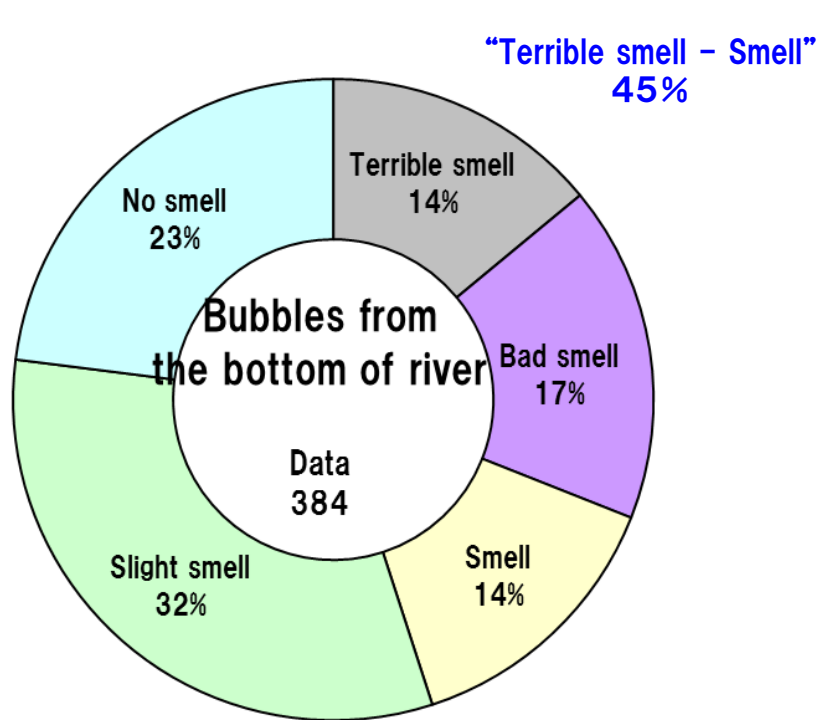 “Terrible smell - Smell”
45%
Terrible smell
14%
No smell
23%
Bubbles from
the bottom of river
Bad smell
17%
Data
384
Smell
14%
Slight smell
32%